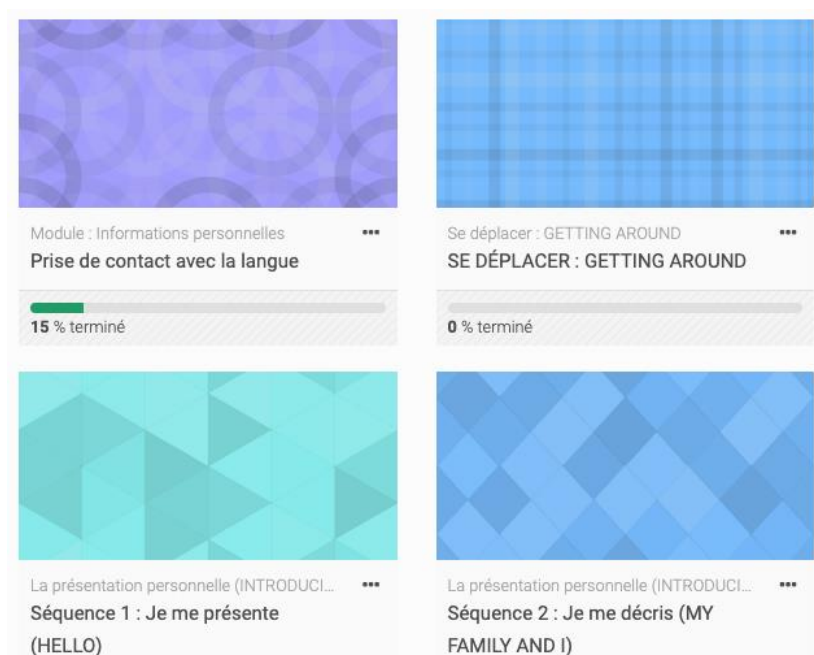 Module : Informations personnelles
Prise de contact avec la langue
15 % terminé
Se déplacer : GETTING AROUND
SE DÉPLACER : GETTING AROUND
0 % terminé
La présentation personnelle (INTRODUCI...
Séquence 1 : Je me présente
(HELLO)
La présentation personnelle (INTRODUCI...
Séquence 2 : Je me décris (MY
FAMILY AND I)